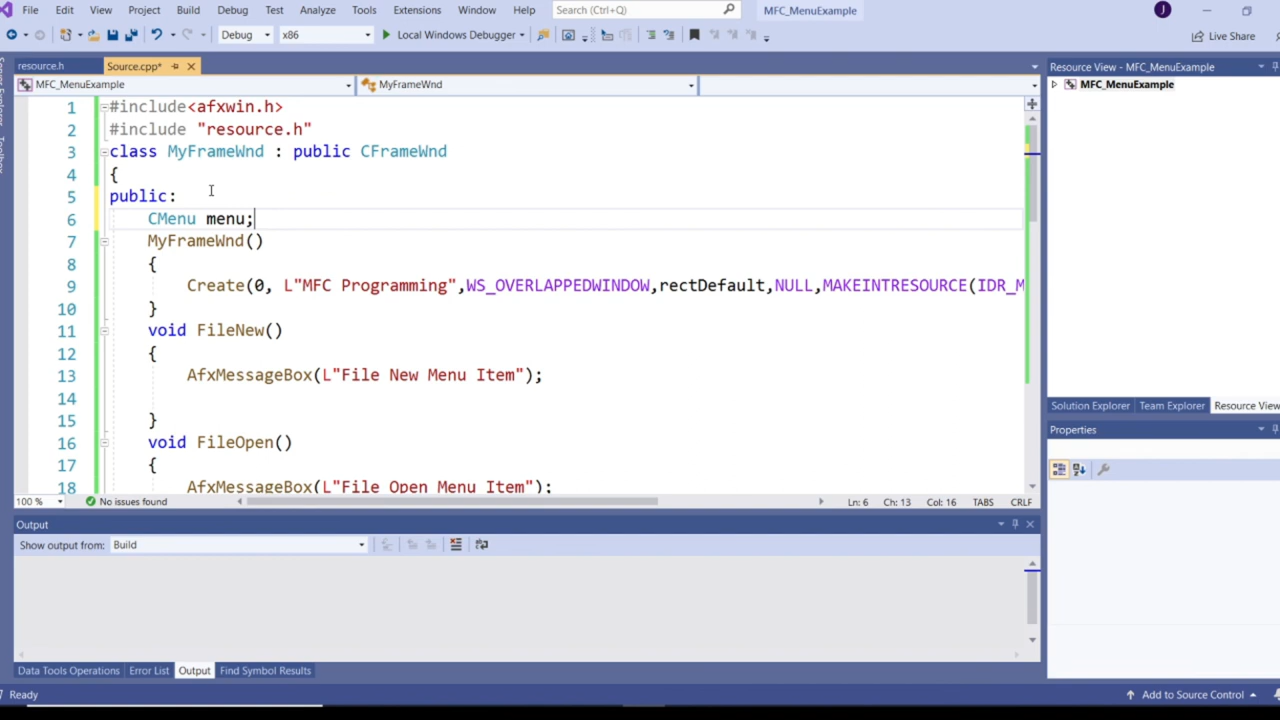 File Edit View Project Build Debug Test Analyze Tools Extensions Window Help Search (Ctrl+Q) MFC_MenuExample J
Debug x86 Local Windows Debugger Live Share
resource.h Source.cpp*
MFC_MenuExample MyFrameWnd
1 #include<afxwin.h>
2 #include "resource.h"
3 class MyFrameWnd : public CFrameWnd
4 {
5 public:
6 CMenu menu;
7 MyFrameWnd()
8 {
9 Create(0, L"MFC Programming",WS_OVERLAPPEDWINDOW,rectDefault,NULL,MAKEINTRESOURCE(IDR_M
10 }
11 void FileNew()
12 {
13 AfxMessageBox(L"File New Menu Item");
14
15 }
16 void FileOpen()
17 {
18 AfxMessageBox(L"File Open Menu Item");
100 % No issues found Ln: 6 Ch: 13 Col: 16 TABS CRLF
Output
Show output from: Build
Data Tools Operations Error List Output Find Symbol Results
Resource View - MFC_MenuExample
MFC_MenuExample
Solution Explorer Team Explorer Resource View
Properties
Toolbox
Ready Add to Source Control